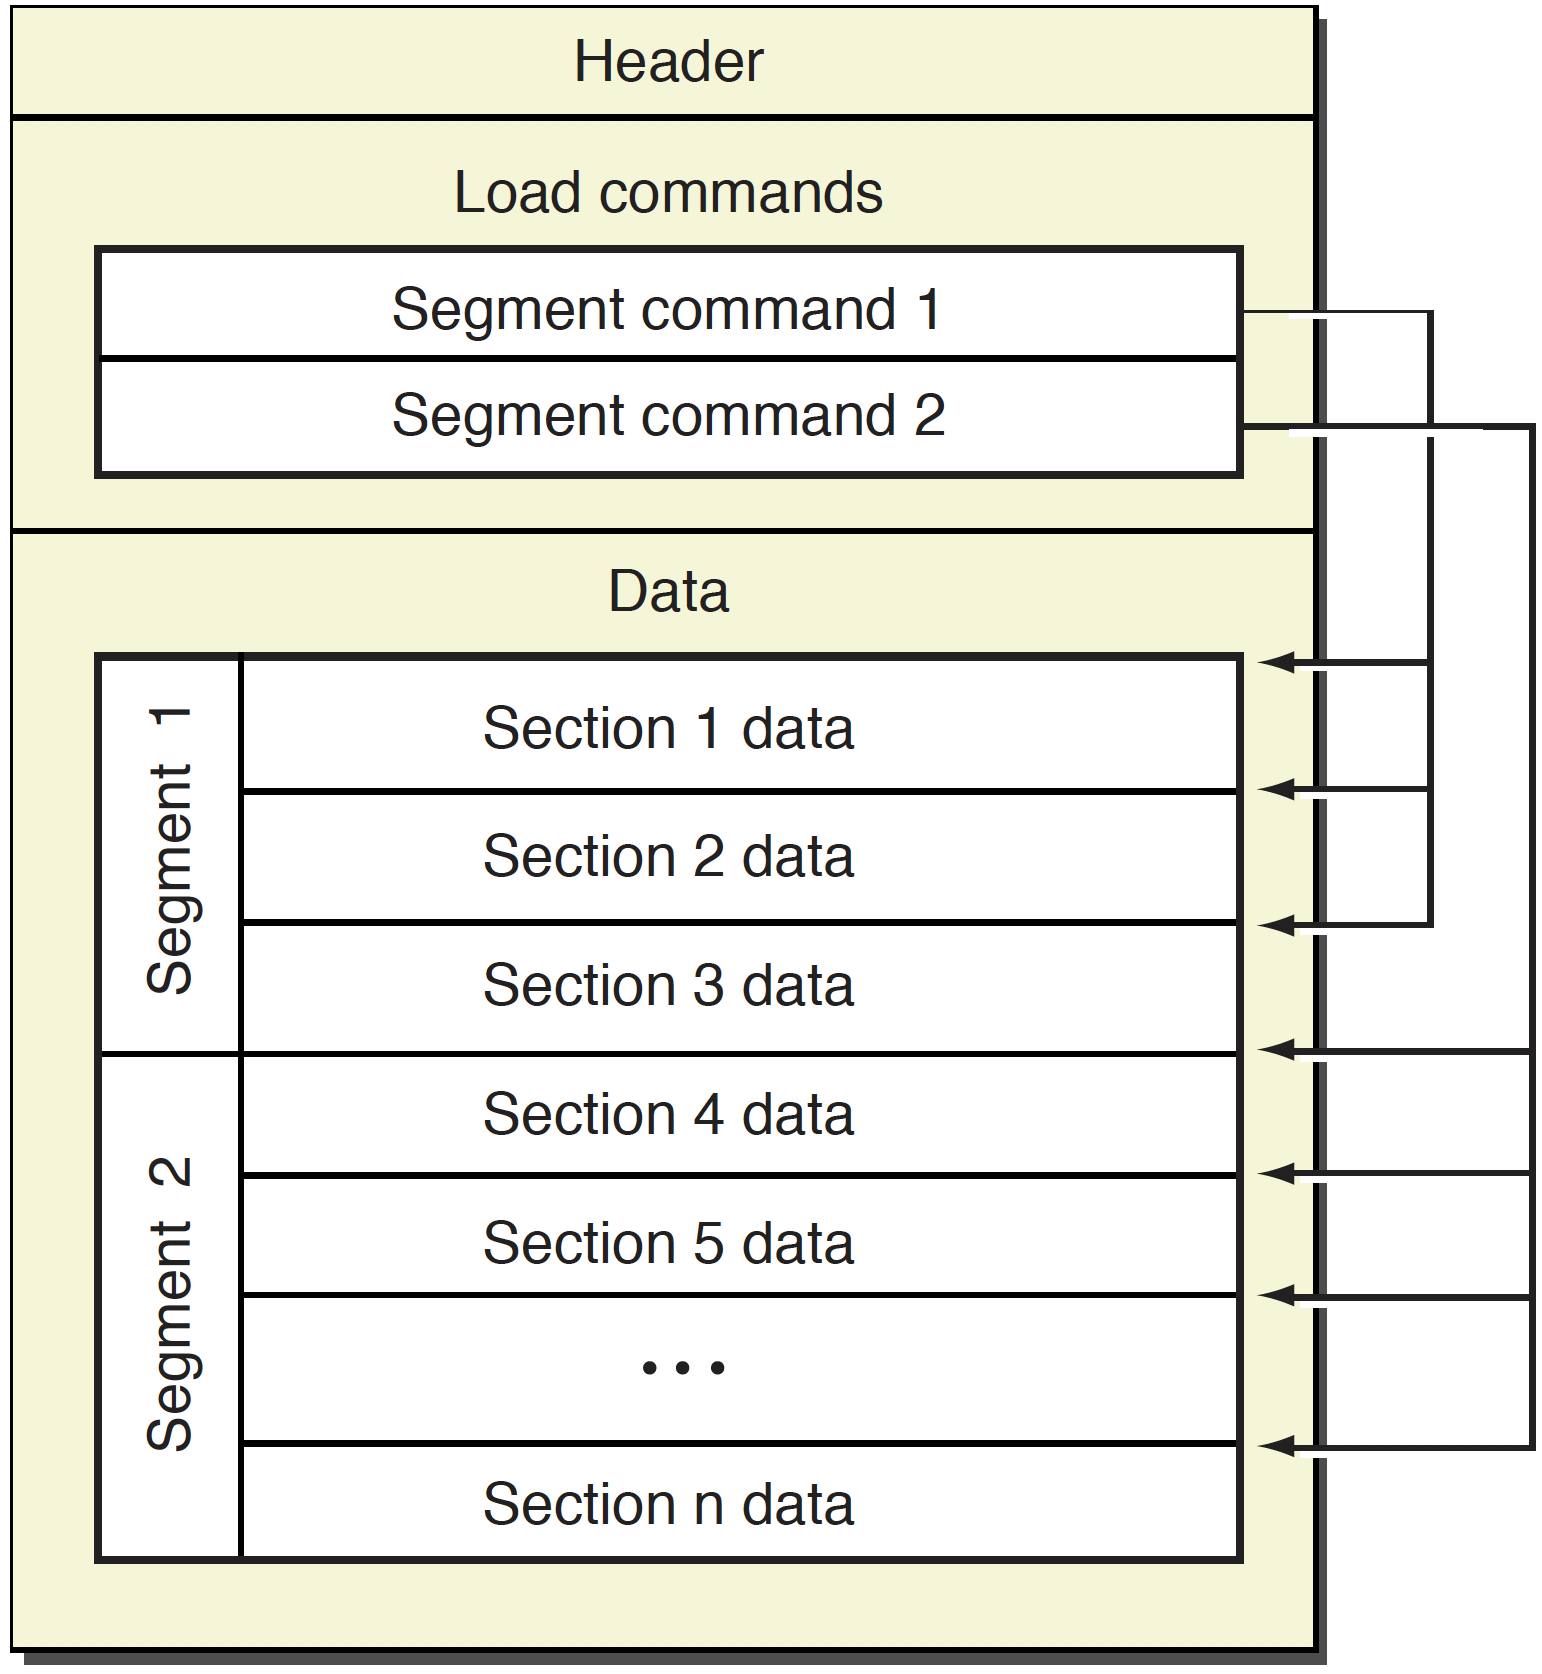 Header
Load commands
Segment command 1
Segment command 2
Data
Segment 1
Section 1 data
Section 2 data
Section 3 data
Segment 2
Section 4 data
Section 5 data
...
Section n data